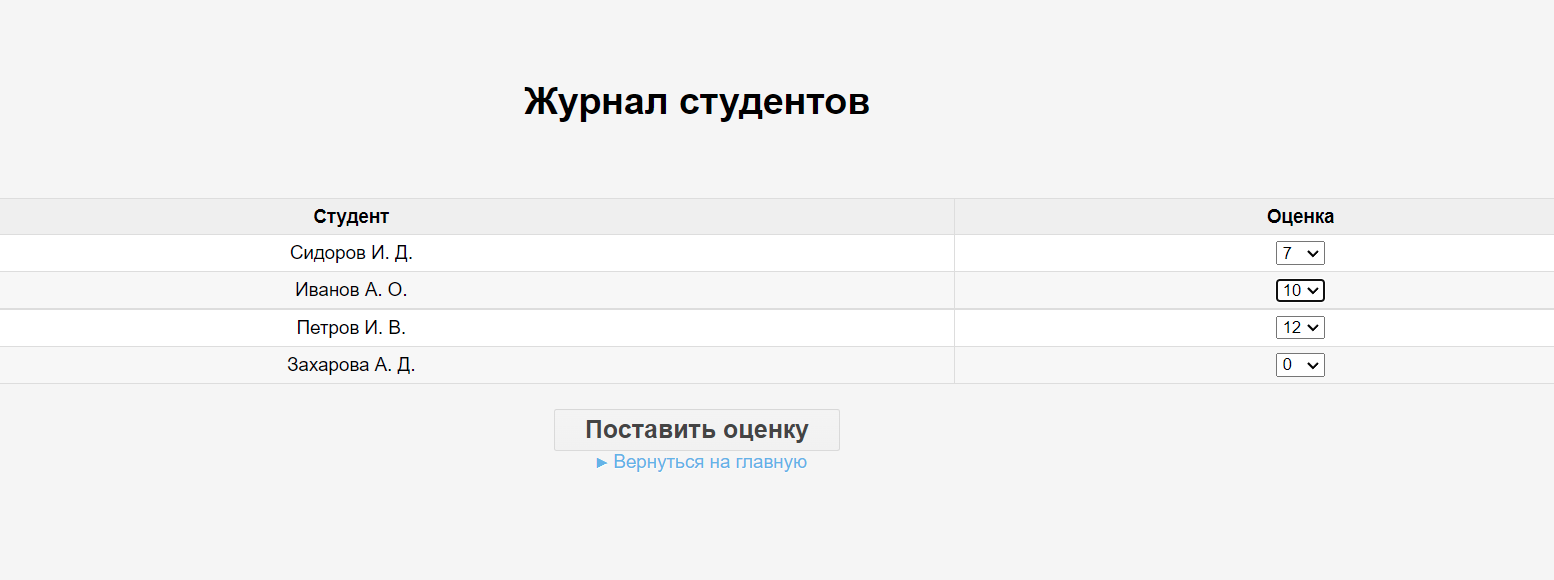 Журнал студентов
Студент Оценка
Сидоров И. Д. 7
Иванов А. О. 10
Петров И. В. 12
Захарова А. Д. 0
Поставить оценку
► Вернуться на главную